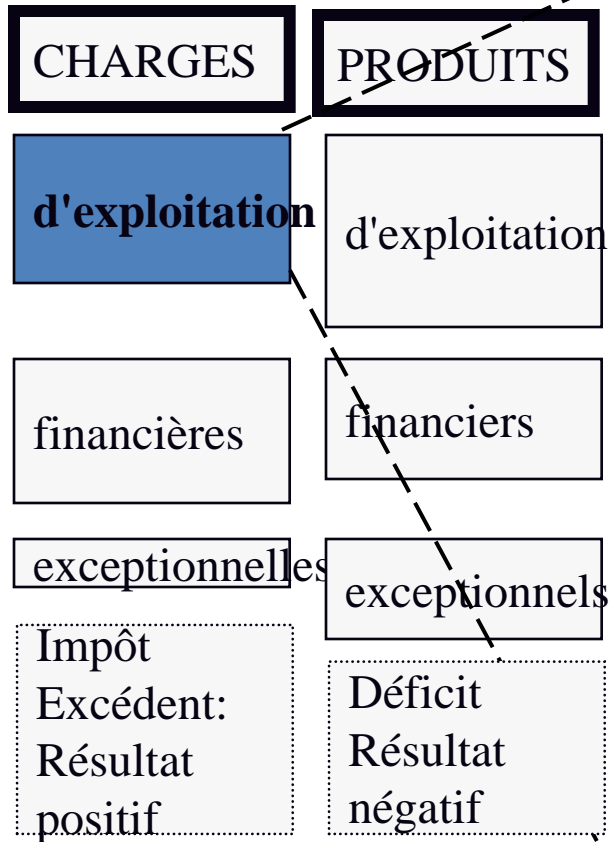 CHARGES
PRODUITS
d'exploitation
d'exploitation
financières
financiers
exceptionnelles
exceptionnels
Impôt
Excédent:
Résultat
positif
Déficit
Résultat
négatif